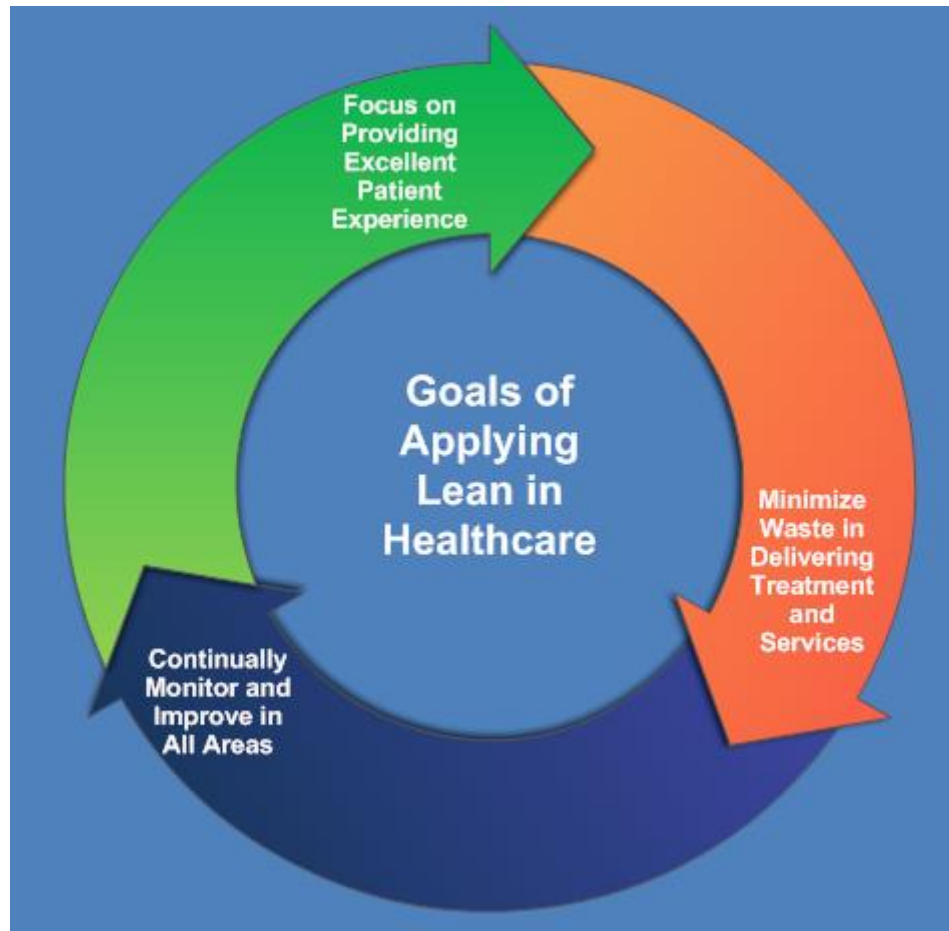 Focus on
Providing
Excellent
Patient
Experience
Goals of
Applying
Lean in
Healthcare
Minimize
Waste in
Delivering
Treatment
and
Services
Continually
Monitor and
Improve in
All Areas